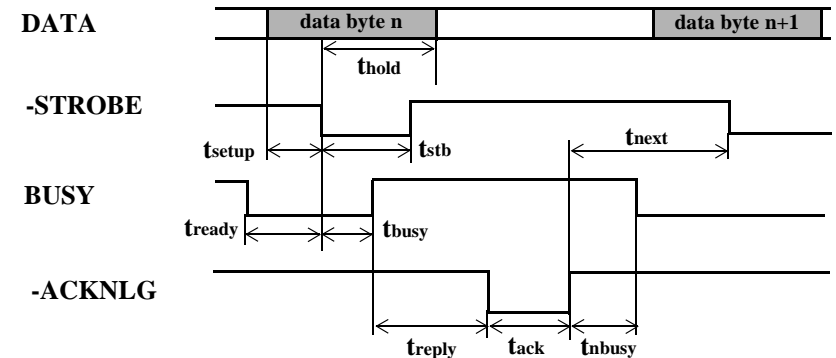 DATA
data byte n
data byte n+1
thold
-STROBE
tsetup
tstb
tnext
BUSY
tready
tbusy
-ACKNLG
treply
tack
tnbusy